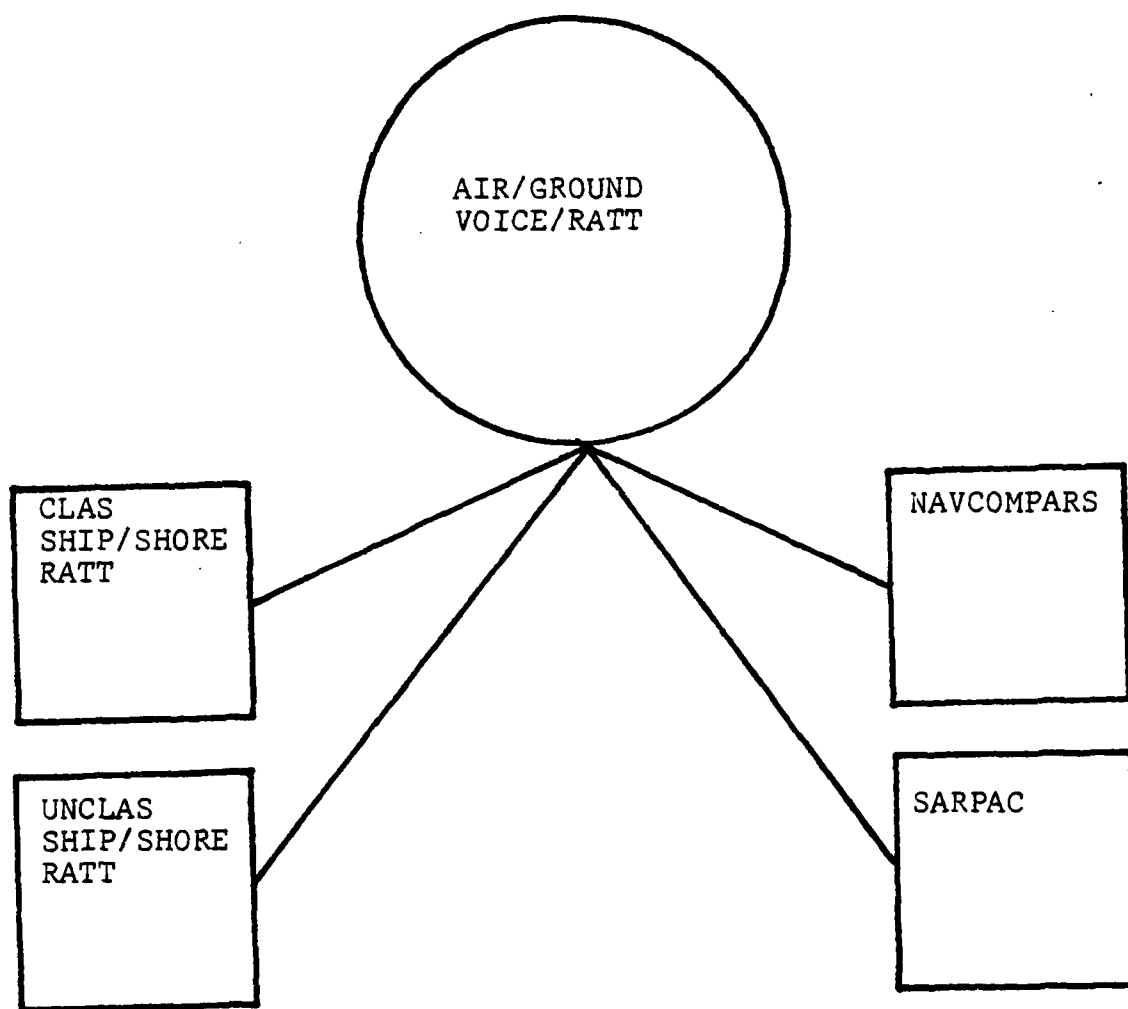 AIR/GROUND
VOICE/RATT
CLAS
SHIP/SHORE
RATT
NAVCOMPARS
UNCLAS
SHIP/SHORE
RATT
SARPAC